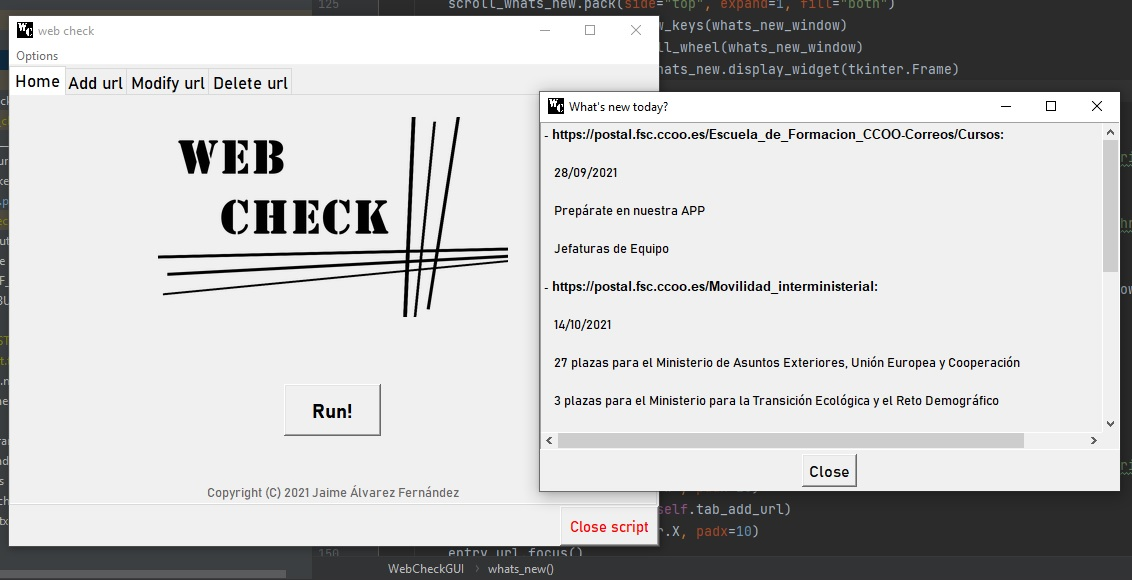 125
scroll_whats_new.pack(side="top", expand=1, fill="both")
w_keys(whats_new_window)
ll_wheel(whats_new_window)
hats_new.display_widget(tkinter.Frame)
web check
Options
Home
Add url
Modify url
Delete url
WEB
CHECK
Run!
Copyright (C) 2021 Jaime Álvarez Fernández
Close script
What's new today?
- https://postal.fsc.ccoo.es/Escuela_de_Formacion_CCOO-Correos/Cursos:
28/09/2021
Prepárate en nuestra APP
Jefaturas de Equipo
- https://postal.fsc.ccoo.es/Movilidad_interministerial:
14/10/2021
27 plazas para el Ministerio de Asuntos Exteriores, Unión Europea y Cooperación
3 plazas para el Ministerio para la Transición Ecológica y el Reto Demográfico
Close
self.tab_add_url)
r.X, padx=10)
150
entry_url.focus()
WebCheckGUI
whats_new()